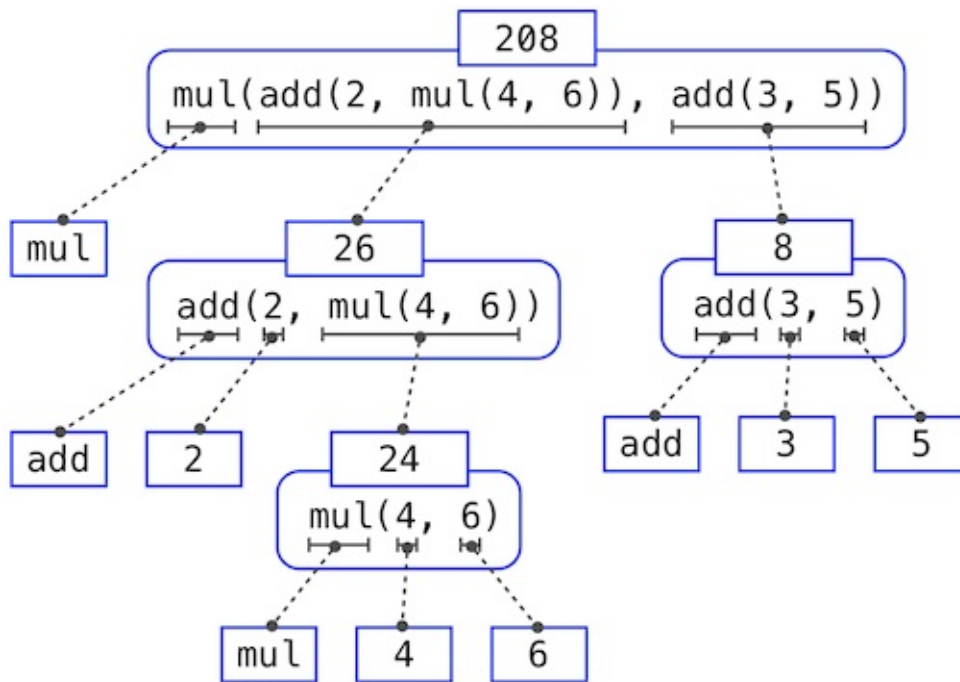 208
mul(add(2, mul(4, 6)), add(3, 5))
mul
26
8
add(2, mul(4, 6))
add(3, 5)
add
2
24
add
3
5
mul(4, 6)
mul
4
6